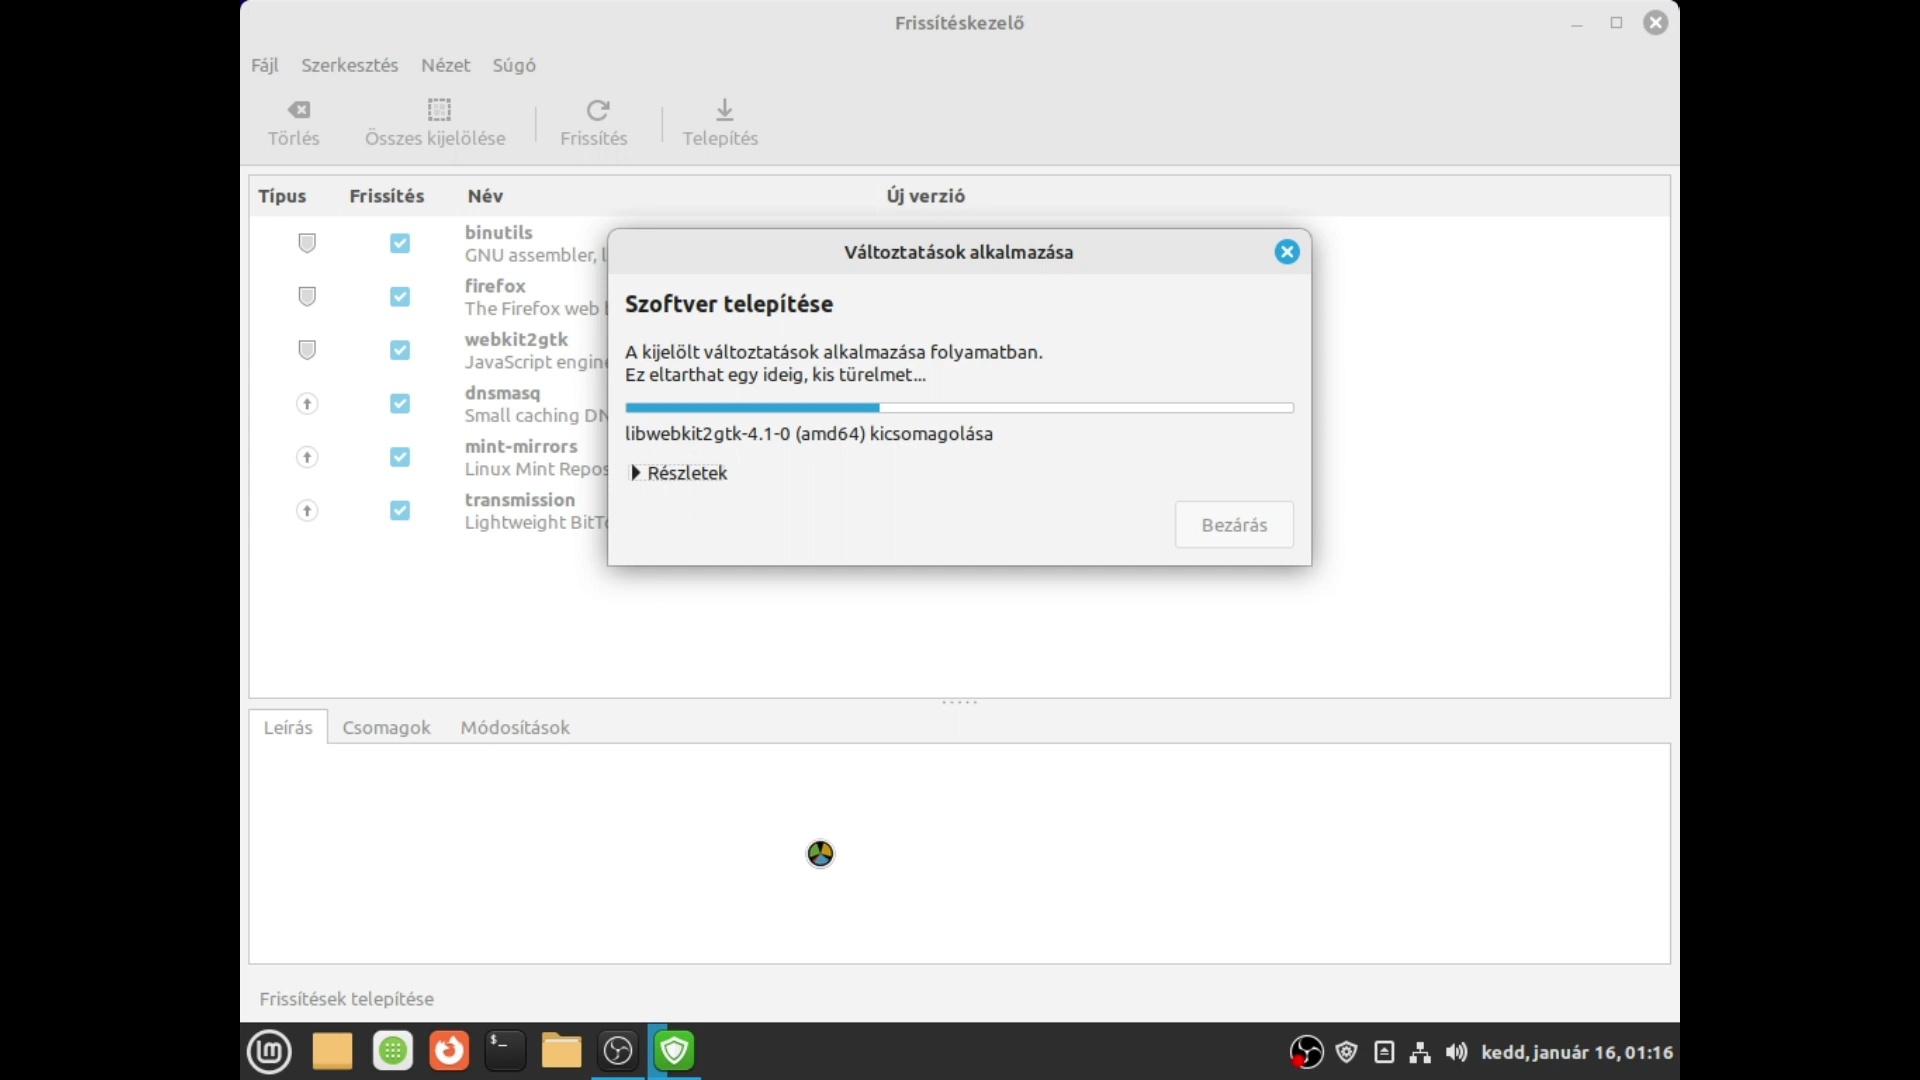 Frissítéskezelő
Fájl Szerkesztés Nézet Súgó
Törlés Összes kijelölése Frissítés Telepítés
Típus Frissítés Név Új verzió
binutils
GNU assembler,
firefox
The Firefox web
webkit2gtk
JavaScript engine
dnsmasq
Small caching
mint-mirrors
Linux Mint
transmission
Lightweight
Változtatások alkalmazása
Szoftver telepítése
A kijelölt változtatások alkalmazása folyamatban.
Ez eltarthat egy ideig, kis türelmet...
libwebkit2gtk-4.1-0 (amd64) kicsomagolása
Részletek
Bezárás
Leírás Csomagok Módosítások
Frissítések telepítése
kedd, január 16, 01:16